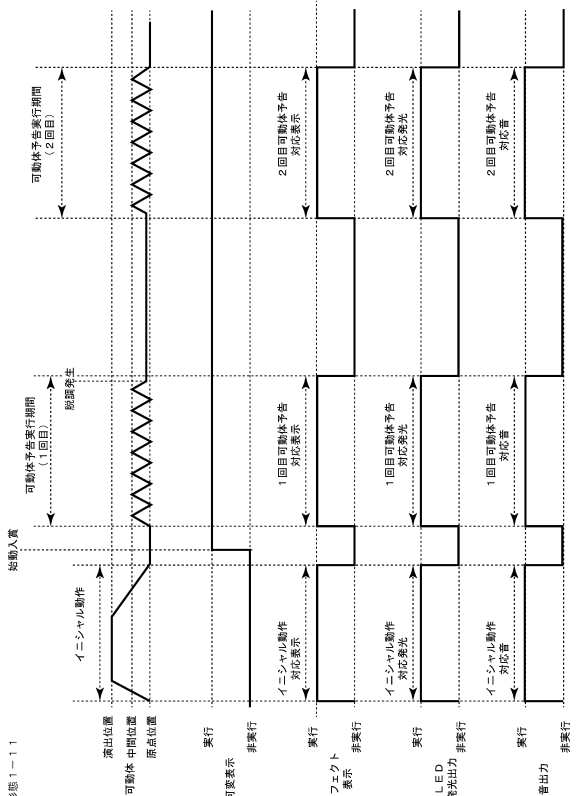 形態１－１１
始動入賞
イニシャル動作
可動体予告実行期間
（１回目）
脱調発生
可動体予告実行期間
（２回目）
可動体
演出位置
中間位置
原点位置
可変表示
実行
非実行
エフェクト
表示
実行
非実行
イニシャル動作
対応表示
１回目可動体予告
対応表示
２回目可動体予告
対応表示
ＬＥＤ
発光出力
実行
非実行
イニシャル動作
対応発光
１回目可動体予告
対応発光
２回目可動体予告
対応発光
音出力
実行
非実行
イニシャル動作
対応音
１回目可動体予告
対応音
２回目可動体予告
対応音